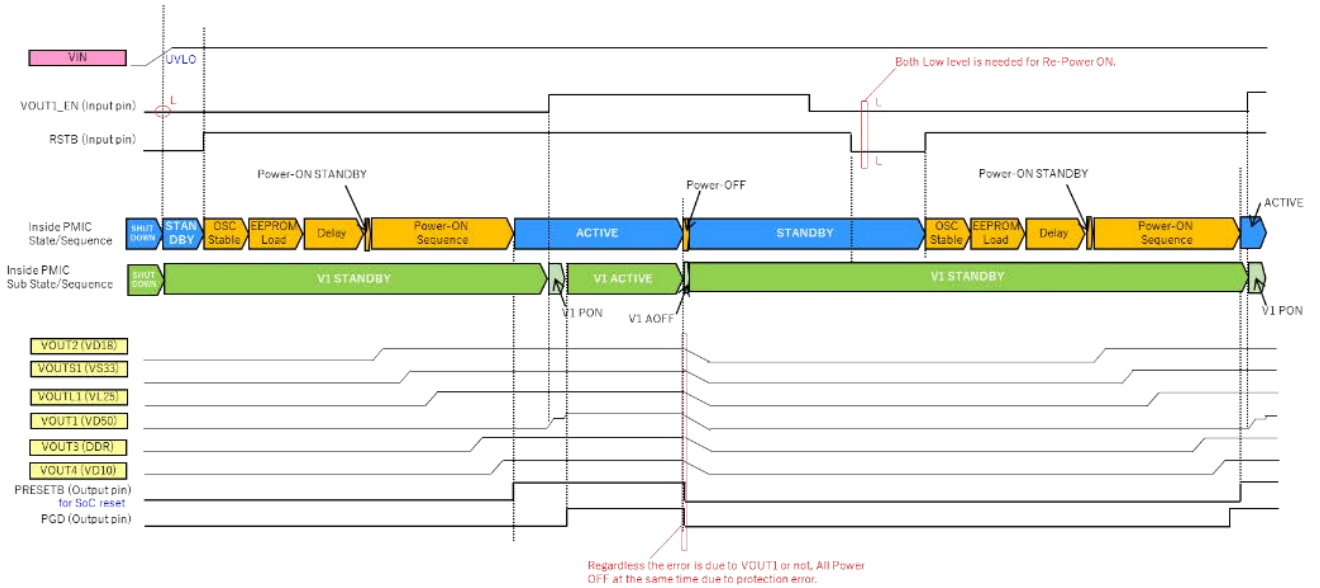 VIN
UVLO
Both Low level is needed for Re-Power ON.
VOUT1_EN (Input pin)
L
L
RSTB (Input pin)
L
Power-ON STANDBY
Power-OFF
Power-ON STANDBY
ACTIVE
Inside PMIC
State/Sequence
SHUT
DOWN
STAN
DBY
OSC
Stable
EEPROM
Load
Delay
Power-ON
Sequence
ACTIVE
STANDBY
OSC
Stable
EEPROM
Load
Delay
Power-ON
Sequence
Inside PMIC
Sub State/Sequence
SHUT
DOWN
V1 STANDBY
V1 ACTIVE
V1 STANDBY
V1 PON
V1 AOFF
V1 PON
VOUT2 (VD18)
VOUTS1 (VS33)
VOUTL1 (VL25)
VOUT1 (VD50)
VOUT3 (DDR)
VOUT4 (VD10)
PRESETB (Output pin)
for SoC reset
PGD (Output pin)
Regardless the error is due to VOUT1 or not, All Power
OFF at the same time due to protection error.